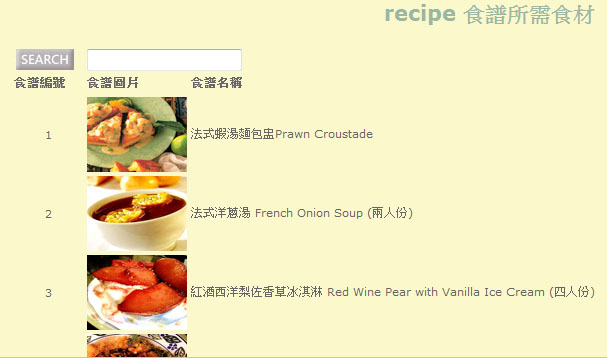 recipe 食譜所需食材
SEARCH
食譜編號 食譜圖片 食譜名稱
1 法式蝦湯麵包盅Prawn Croustade
2 法式洋蔥湯 French Onion Soup (兩人份)
3 紅酒西洋梨佐香草冰淇淋 Red Wine Pear with Vanilla Ice Cream (四人份)